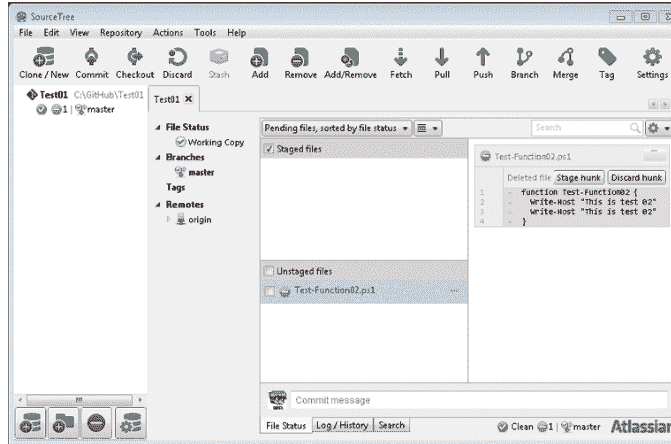 SourceTree
File Edit View Repository Actions Tools Help
Clone / New Commit Checkout Discard Stash Add Remove Add/Remove Fetch Pull Push Branch Merge Tag Settings
Test01 C:\GitHub\Test01
1 master
Test01
File Status
Working Copy
Branches
master
Tags
Remotes
origin
Pending files, sorted by file status
Search
Staged files
Unstaged files
Test-Function02.ps1
Test-Function02.ps1
Deleted file Stage hunk Discard hunk
1 - function Test-Function02 {
2 - Write-Host "This is test 02"
3 - Write-Host "This is test 02"
4 - }
Commit message
File Status Log / History Search
Clean 1 master Atlassian